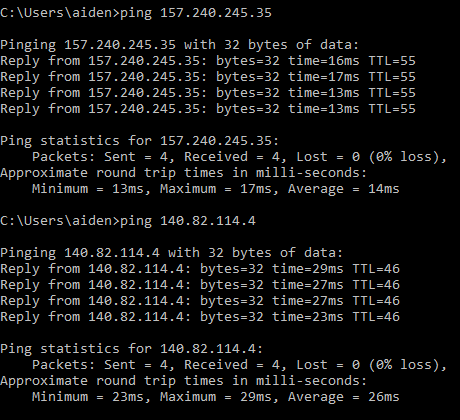 C:\Users\aiden>ping 157.240.245.35
Pinging 157.240.245.35 with 32 bytes of data:
Reply from 157.240.245.35: bytes=32 time=16ms TTL=55
Reply from 157.240.245.35: bytes=32 time=17ms TTL=55
Reply from 157.240.245.35: bytes=32 time=13ms TTL=55
Reply from 157.240.245.35: bytes=32 time=13ms TTL=55
Ping statistics for 157.240.245.35:
    Packets: Sent = 4, Received = 4, Lost = 0 (0% loss),
Approximate round trip times in milli-seconds:
    Minimum = 13ms, Maximum = 17ms, Average = 14ms
C:\Users\aiden>ping 140.82.114.4
Pinging 140.82.114.4 with 32 bytes of data:
Reply from 140.82.114.4: bytes=32 time=29ms TTL=46
Reply from 140.82.114.4: bytes=32 time=27ms TTL=46
Reply from 140.82.114.4: bytes=32 time=27ms TTL=46
Reply from 140.82.114.4: bytes=32 time=23ms TTL=46
Ping statistics for 140.82.114.4:
    Packets: Sent = 4, Received = 4, Lost = 0 (0% loss),
Approximate round trip times in milli-seconds:
    Minimum = 23ms, Maximum = 29ms, Average = 26ms